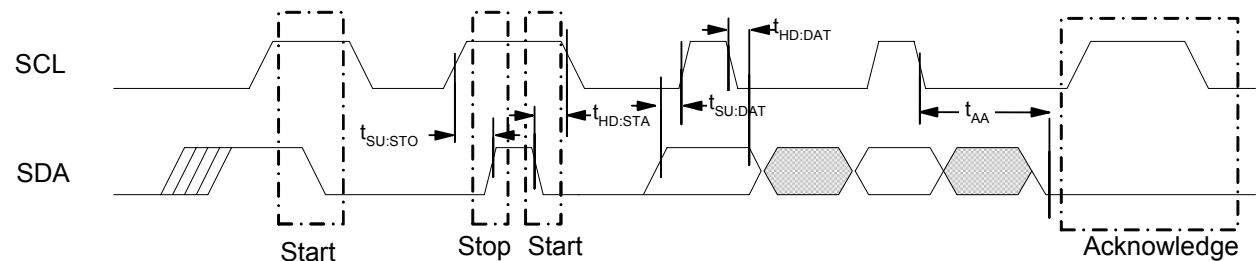 SCL
t_HD:DAT
t_SU:STO
t_HD:STA
t_SU:DAT
t_AA
SDA
Start
Stop
Start
Acknowledge